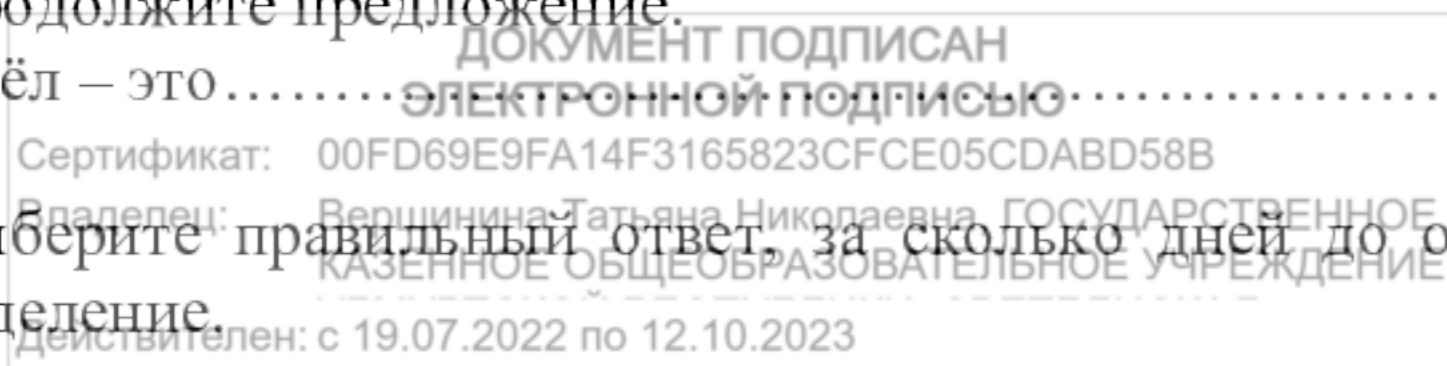 одолжите предложение.
ДОКУМЕНТ ПОДПИСАН
ёл – это ......................................................
ЭЛЕКТРОННОЙ ПОДПИСЬЮ
Сертификат: 00FD69E9FA14F3165823CFCE05CDABD58B
Владелец: Вершинина Татьяна Николаевна, ГОСУДАРСТВЕННОЕ
берите правильный ответ, за сколько дней до о
КАЗЕННОЕ ОБЩЕОБРАЗОВАТЕЛЬНОЕ УЧРЕЖДЕНИЕ
деление.
Действителен: с 19.07.2022 по 12.10.2023